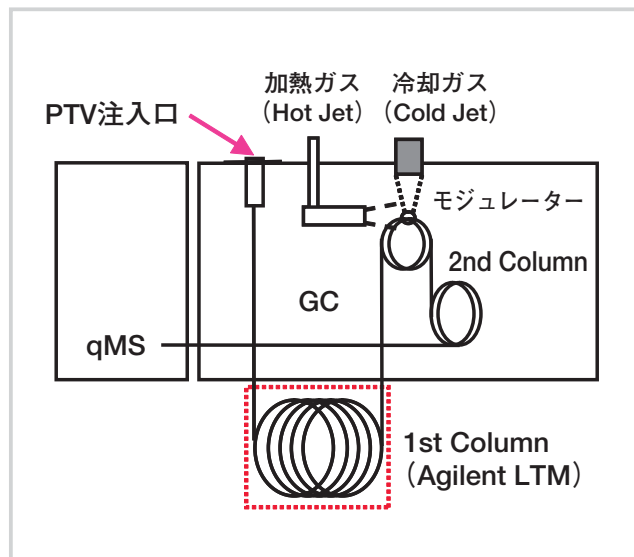 加熱ガス
（Hot Jet）
冷却ガス
（Cold Jet）
PTV注入口
モジュレーター
2nd Column
GC
qMS
1st Column
（Agilent LTM）